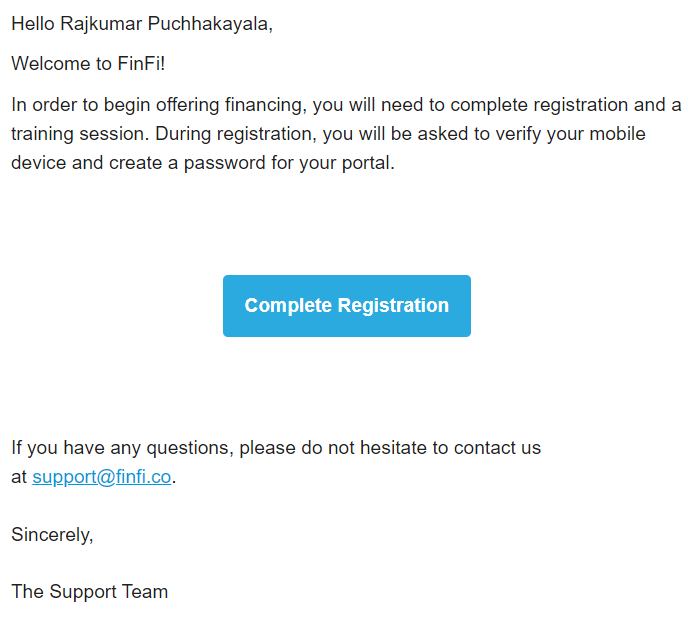 Hello Rajkumar Puchhakayala,
Welcome to FinFi!
In order to begin offering financing, you will need to complete registration and a
training session. During registration, you will be asked to verify your mobile
device and create a password for your portal.
Complete Registration
If you have any questions, please do not hesitate to contact us
at support@finfi.co.
Sincerely,
The Support Team